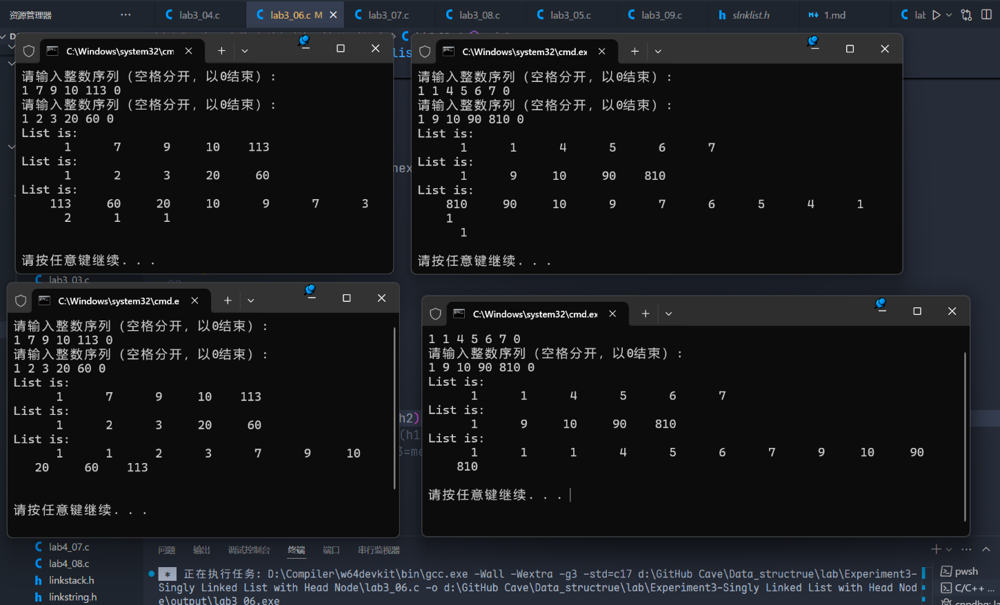 资源管理器 ··· lab3_04.c lab3_06.c M lab3_07.c lab3_08.c lab3_05.c lab3_09.c slnklist.h 1.md lab
C:\Windows\system32\cm
请输入整数序列（空格分开，以0结束）：
1 7 9 10 113 0
请输入整数序列（空格分开，以0结束）：
1 2 3 20 60 0
List is:
1 7 9 10 113
List is:
1 2 3 20 60
List is:
113 60 20 10 9 7 3
2 1 1
请按任意键继续. . .
C:\Windows\system32\cmd.ex
请输入整数序列（空格分开，以0结束）：
1 1 4 5 6 7 0
请输入整数序列（空格分开，以0结束）：
1 9 10 90 810 0
List is:
1 1 4 5 6 7
List is:
1 9 10 90 810
List is:
810 90 10 9 7 6 5 4 1
1
1
请按任意键继续. . .
lab3_03.c
C:\Windows\system32\cmd.e
请输入整数序列（空格分开，以0结束）：
1 7 9 10 113 0
请输入整数序列（空格分开，以0结束）：
1 2 3 20 60 0
List is:
1 7 9 10 113
List is:
1 2 3 20 60
List is:
1 1 2 3 7 9 10
20 60 113
请按任意键继续. . .
h2)
(h1
3=me
C:\Windows\system32\cmd.ex
1 1 4 5 6 7 0
请输入整数序列（空格分开，以0结束）：
1 9 10 90 810 0
List is:
1 1 4 5 6 7
List is:
1 9 10 90 810
List is:
1 1 1 4 5 6 7 9 10 90
810
请按任意键继续. . .
lab4_07.c
lab4_08.c
linkstack.h
linkstring.h
问题 输出 调试控制台 终端 端口 串行监视器
* 正在执行任务: D:\Compiler\w64devkit\bin\gcc.exe -Wall -Wextra -g3 -std=c17 d:\GitHub Cave\Data_structrue\lab\Experiment3-
Singly Linked List with Head Node\lab3_06.c -o d:\GitHub Cave\Data_structrue\lab\Experiment3-Singly Linked List with Head Nod
e\output\lab3_06.exe
pwsh
C/C++ ...